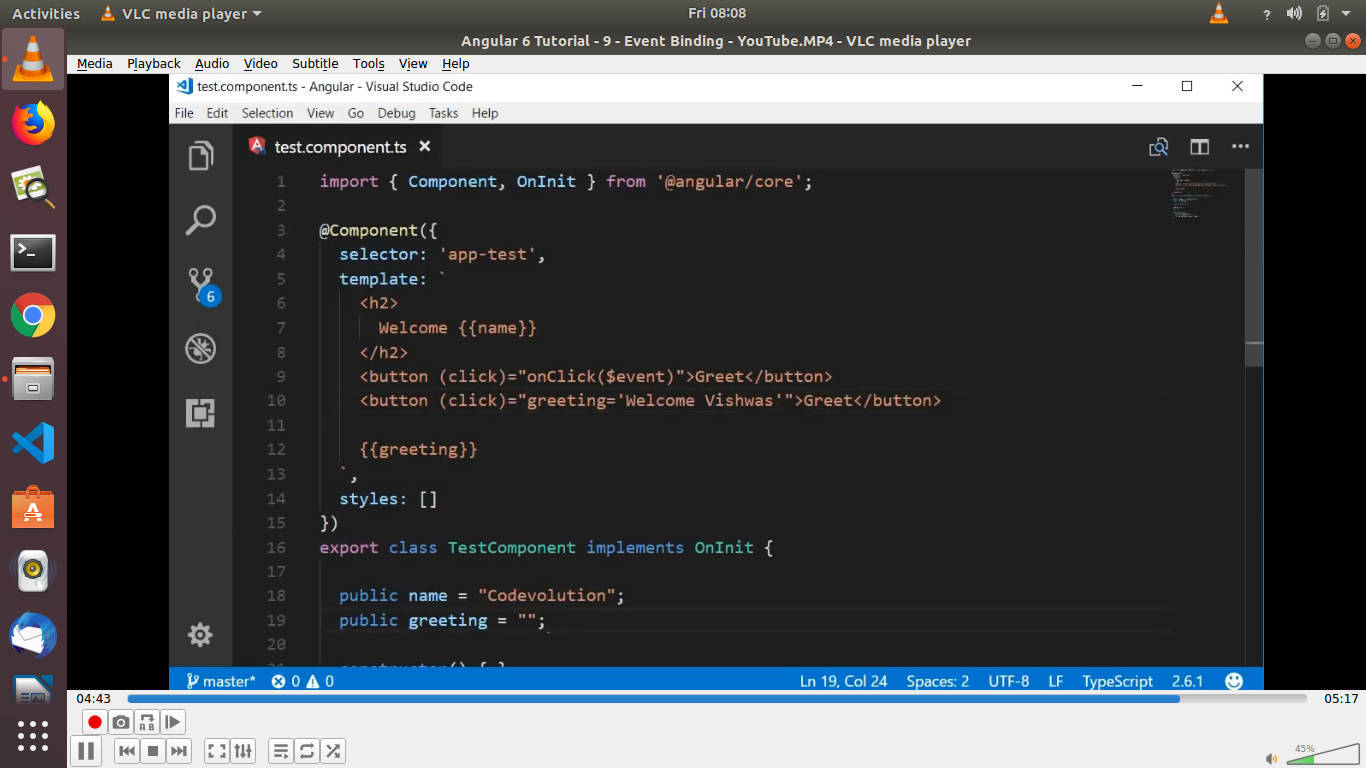 Activities VLC media player Fri 08:08 ?
Angular 6 Tutorial - 9 - Event Binding - YouTube.MP4 - VLC media player
Media Playback Audio Video Subtitle Tools View Help
test.component.ts - Angular - Visual Studio Code
File Edit Selection View Go Debug Tasks Help
test.component.ts
1 import { Component, OnInit } from '@angular/core';
2
3 @Component({
4 selector: 'app-test',
5 template: `
6 <h2>
7 Welcome {{name}}
8 </h2>
9 <button (click)="onClick($event)">Greet</button>
10 <button (click)="greeting='Welcome Vishwas'">Greet</button>
11
12 {{greeting}}
13 `,
14 styles: []
15 })
16 export class TestComponent implements OnInit {
17
18 public name = "Codevolution";
19 public greeting = "";
20
21 constructor() { }
6
master* 0 0 Ln 19, Col 24 Spaces: 2 UTF-8 LF TypeScript 2.6.1
04:43 05:17
A B
45%